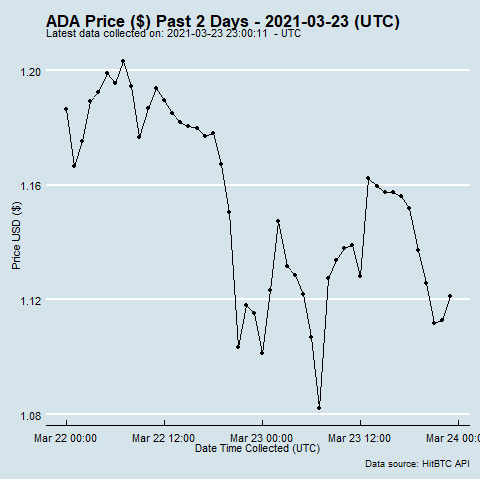 ADA Price ($) Past 2 Days - 2021-03-23 (UTC)
Latest data collected on: 2021-03-23 23:00:11  - UTC
1.20
1.16
1.12
1.08
Price USD ($)
Mar 22 00:00 Mar 22 12:00 Mar 23 00:00 Mar 23 12:00 Mar 24 00:
Date Time Collected (UTC)
Data source: HitBTC API